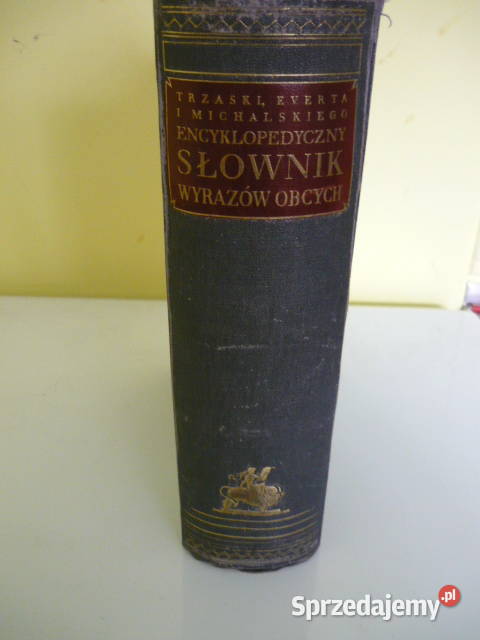 TRZASKI, EVERTA
I MICHALSKIEGO
ENCYKLOPEDYCZNY
SŁOWNIK
WYRAZÓW OBCYCH
Sprzedajemy.pl